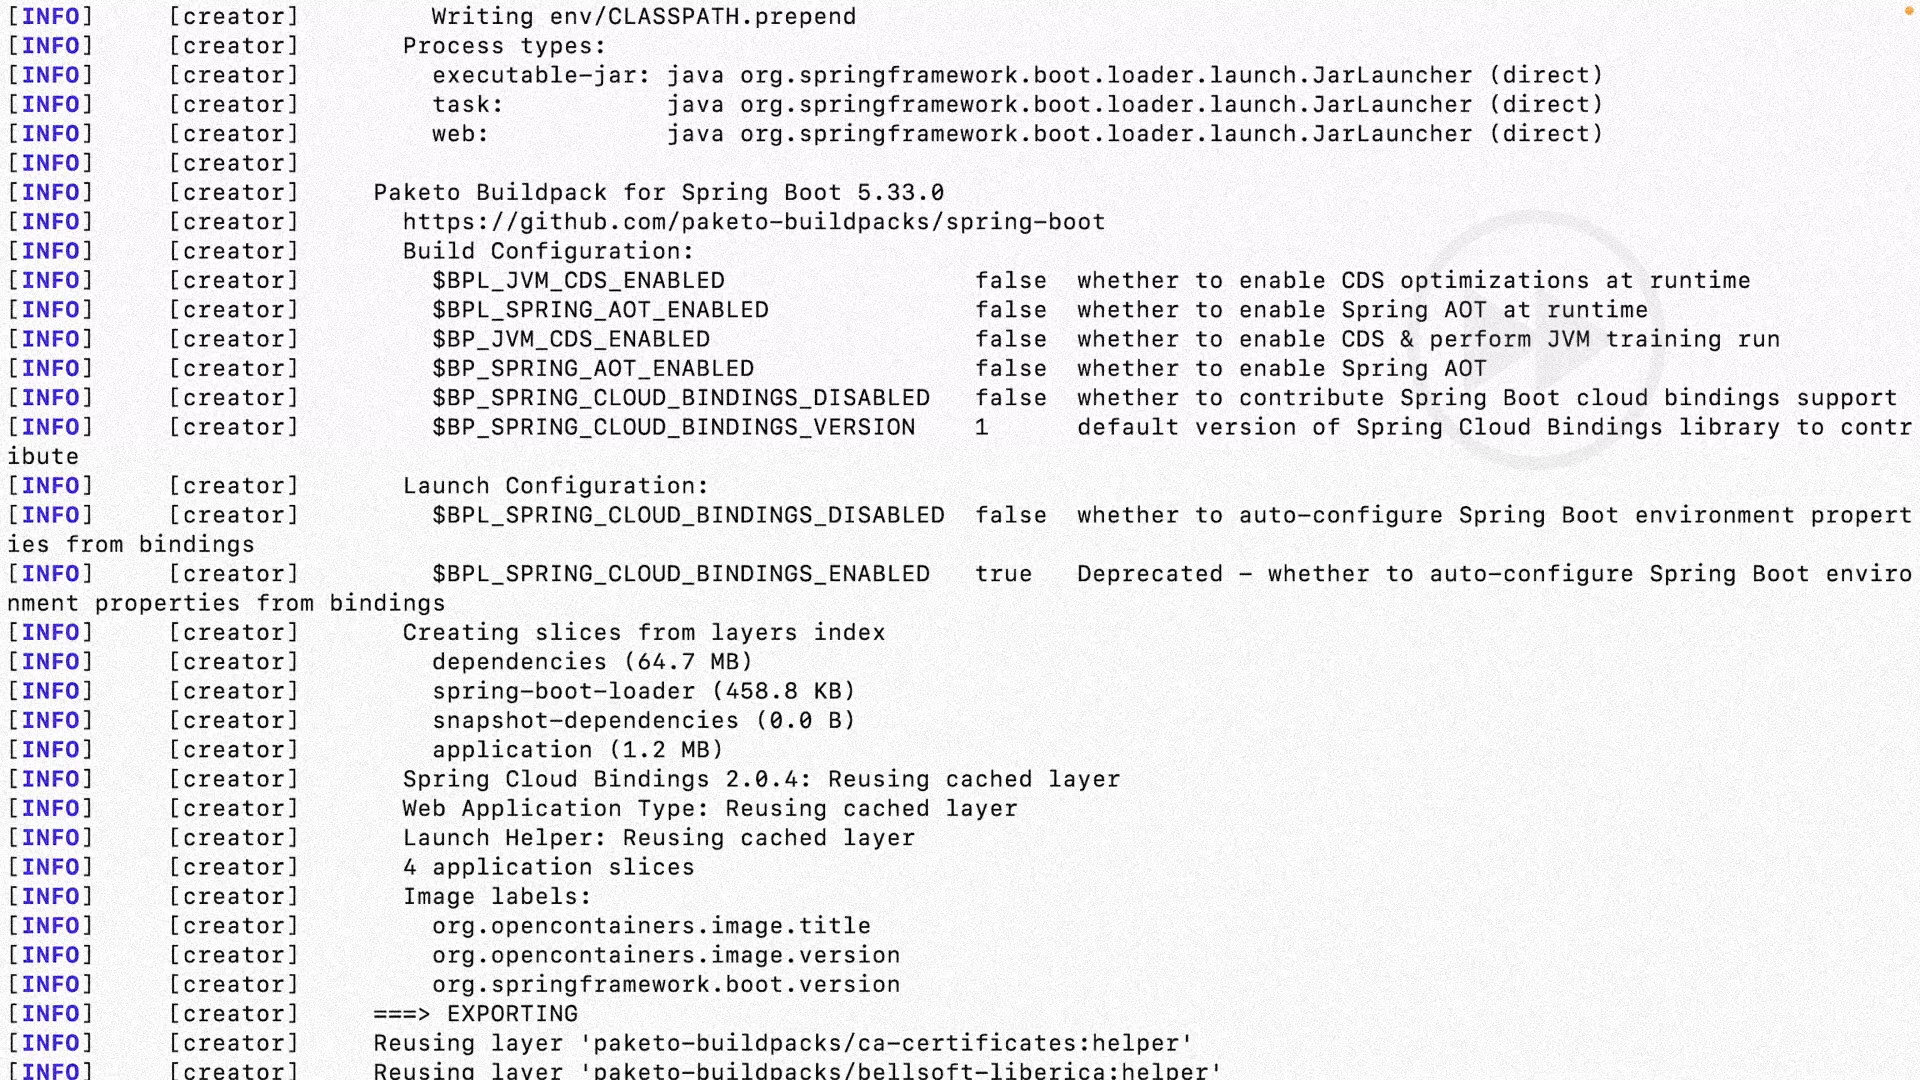 [INFO]     [creator]         Writing env/CLASSPATH.prepend
[INFO]     [creator]       Process types:
[INFO]     [creator]         executable-jar: java org.springframework.boot.loader.launch.JarLauncher (direct)
[INFO]     [creator]         task:           java org.springframework.boot.loader.launch.JarLauncher (direct)
[INFO]     [creator]         web:            java org.springframework.boot.loader.launch.JarLauncher (direct)
[INFO]     [creator]
[INFO]     [creator]     Paketo Buildpack for Spring Boot 5.33.0
[INFO]     [creator]       https://github.com/paketo-buildpacks/spring-boot
[INFO]     [creator]       Build Configuration:
[INFO]     [creator]         $BPL_JVM_CDS_ENABLED                 false  whether to enable CDS optimizations at runtime
[INFO]     [creator]         $BPL_SPRING_AOT_ENABLED              false  whether to enable Spring AOT at runtime
[INFO]     [creator]         $BP_JVM_CDS_ENABLED                  false  whether to enable CDS & perform JVM training run
[INFO]     [creator]         $BP_SPRING_AOT_ENABLED               false  whether to enable Spring AOT
[INFO]     [creator]         $BP_SPRING_CLOUD_BINDINGS_DISABLED   false  whether to contribute Spring Boot cloud bindings support
[INFO]     [creator]         $BP_SPRING_CLOUD_BINDINGS_VERSION    1      default version of Spring Cloud Bindings library to contr
ibute
[INFO]     [creator]       Launch Configuration:
[INFO]     [creator]         $BPL_SPRING_CLOUD_BINDINGS_DISABLED  false  whether to auto-configure Spring Boot environment propert
ies from bindings
[INFO]     [creator]         $BPL_SPRING_CLOUD_BINDINGS_ENABLED   true   Deprecated - whether to auto-configure Spring Boot enviro
nment properties from bindings
[INFO]     [creator]       Creating slices from layers index
[INFO]     [creator]         dependencies (64.7 MB)
[INFO]     [creator]         spring-boot-loader (458.8 KB)
[INFO]     [creator]         snapshot-dependencies (0.0 B)
[INFO]     [creator]         application (1.2 MB)
[INFO]     [creator]       Spring Cloud Bindings 2.0.4: Reusing cached layer
[INFO]     [creator]       Web Application Type: Reusing cached layer
[INFO]     [creator]       Launch Helper: Reusing cached layer
[INFO]     [creator]       4 application slices
[INFO]     [creator]       Image labels:
[INFO]     [creator]         org.opencontainers.image.title
[INFO]     [creator]         org.opencontainers.image.version
[INFO]     [creator]         org.springframework.boot.version
[INFO]     [creator]     ===> EXPORTING
[INFO]     [creator]     Reusing layer 'paketo-buildpacks/ca-certificates:helper'
[INFO]     [creator]     Reusing layer 'paketo-buildpacks/bellsoft-liberica:helper'